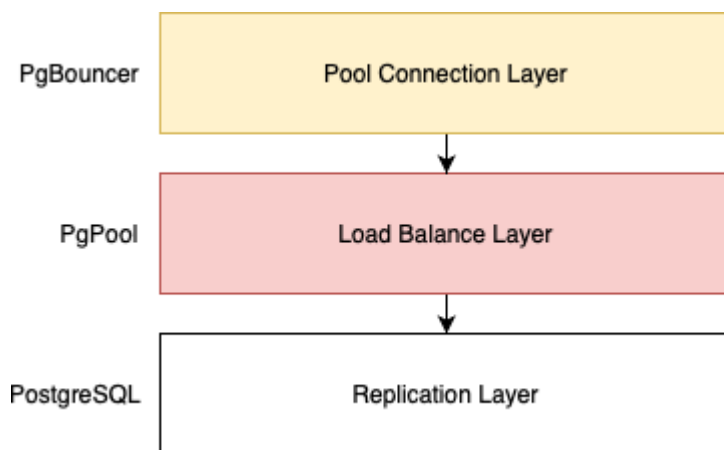 PgBouncer
Pool Connection Layer
PgPool
Load Balance Layer
PostgreSQL
Replication Layer